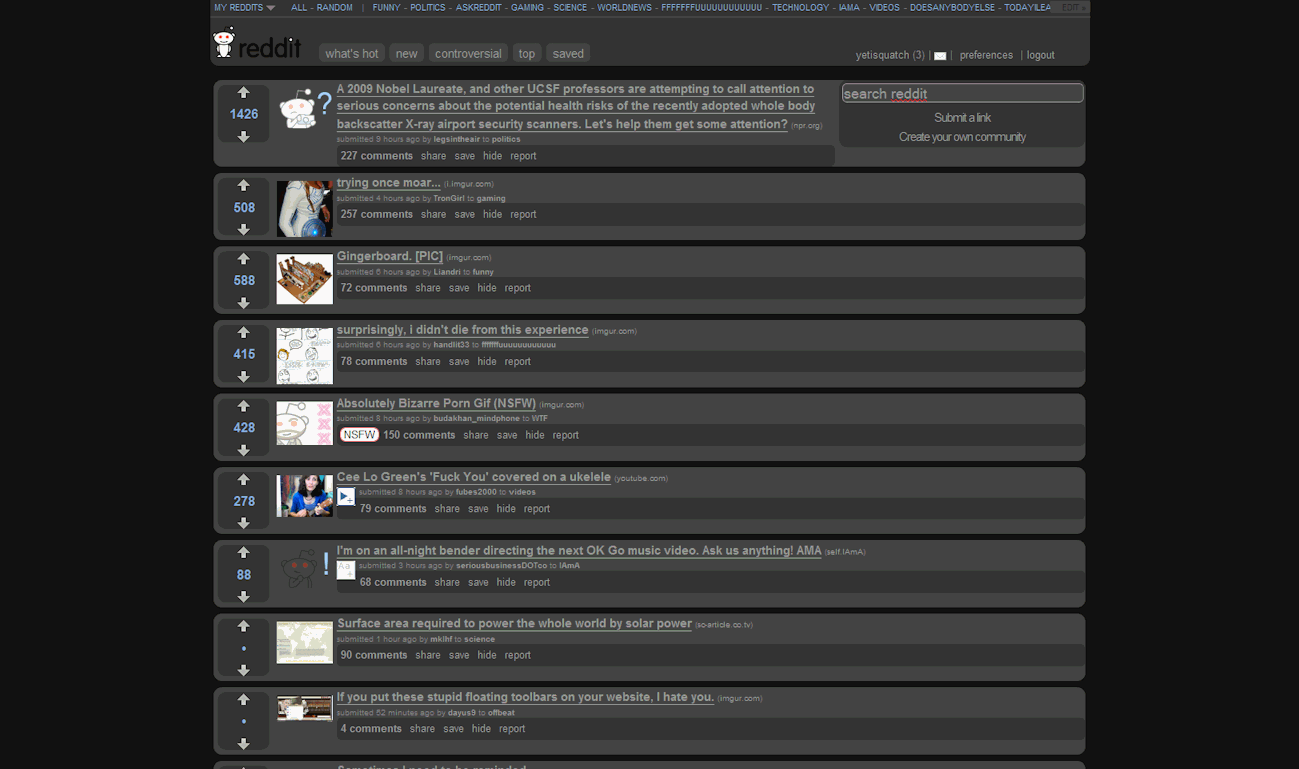 MY REDDITS ALL - RANDOM | FUNNY - POLITICS - ASKREDDIT - GAMING - SCIENCE - WORLDNEWS - FFFFFFFUUUUUUUUUUUU - TECHNOLOGY - IAMA - VIDEOS - DOESANYBODYELSE - TODAYILEA EDIT »
reddit what's hot new controversial top saved
yetisquatch (3) | | preferences | logout
search reddit
Submit a link
Create your own community
1426
A 2009 Nobel Laureate, and other UCSF professors are attempting to call attention to
serious concerns about the potential health risks of the recently adopted whole body
backscatter X-ray airport security scanners. Let's help them get some attention? (npr.org)
submitted 9 hours ago by legsintheair to politics
227 comments share save hide report
508
trying once moar... (i.imgur.com)
submitted 4 hours ago by TronGirl to gaming
257 comments share save hide report
588
Gingerboard. [PIC] (imgur.com)
submitted 6 hours ago by Liandri to funny
72 comments share save hide report
415
surprisingly, i didn't die from this experience (imgur.com)
submitted 6 hours ago by handlit33 to fffffffuuuuuuuuuuuu
78 comments share save hide report
428
Absolutely Bizarre Porn Gif (NSFW) (imgur.com)
submitted 8 hours ago by budakhan_mindphone to WTF
NSFW 150 comments share save hide report
278
Cee Lo Green's 'Fuck You' covered on a ukelele (youtube.com)
submitted 8 hours ago by fubes2000 to videos
79 comments share save hide report
88
I'm on an all-night bender directing the next OK Go music video. Ask us anything! AMA (self.IAmA)
submitted 3 hours ago by seriousbusinessDOTco to IAmA
68 comments share save hide report
•
Surface area required to power the whole world by solar power (so-article.co.tv)
submitted 1 hour ago by mklhf to science
90 comments share save hide report
•
If you put these stupid floating toolbars on your website, I hate you. (imgur.com)
submitted 52 minutes ago by dayus9 to offbeat
4 comments share save hide report